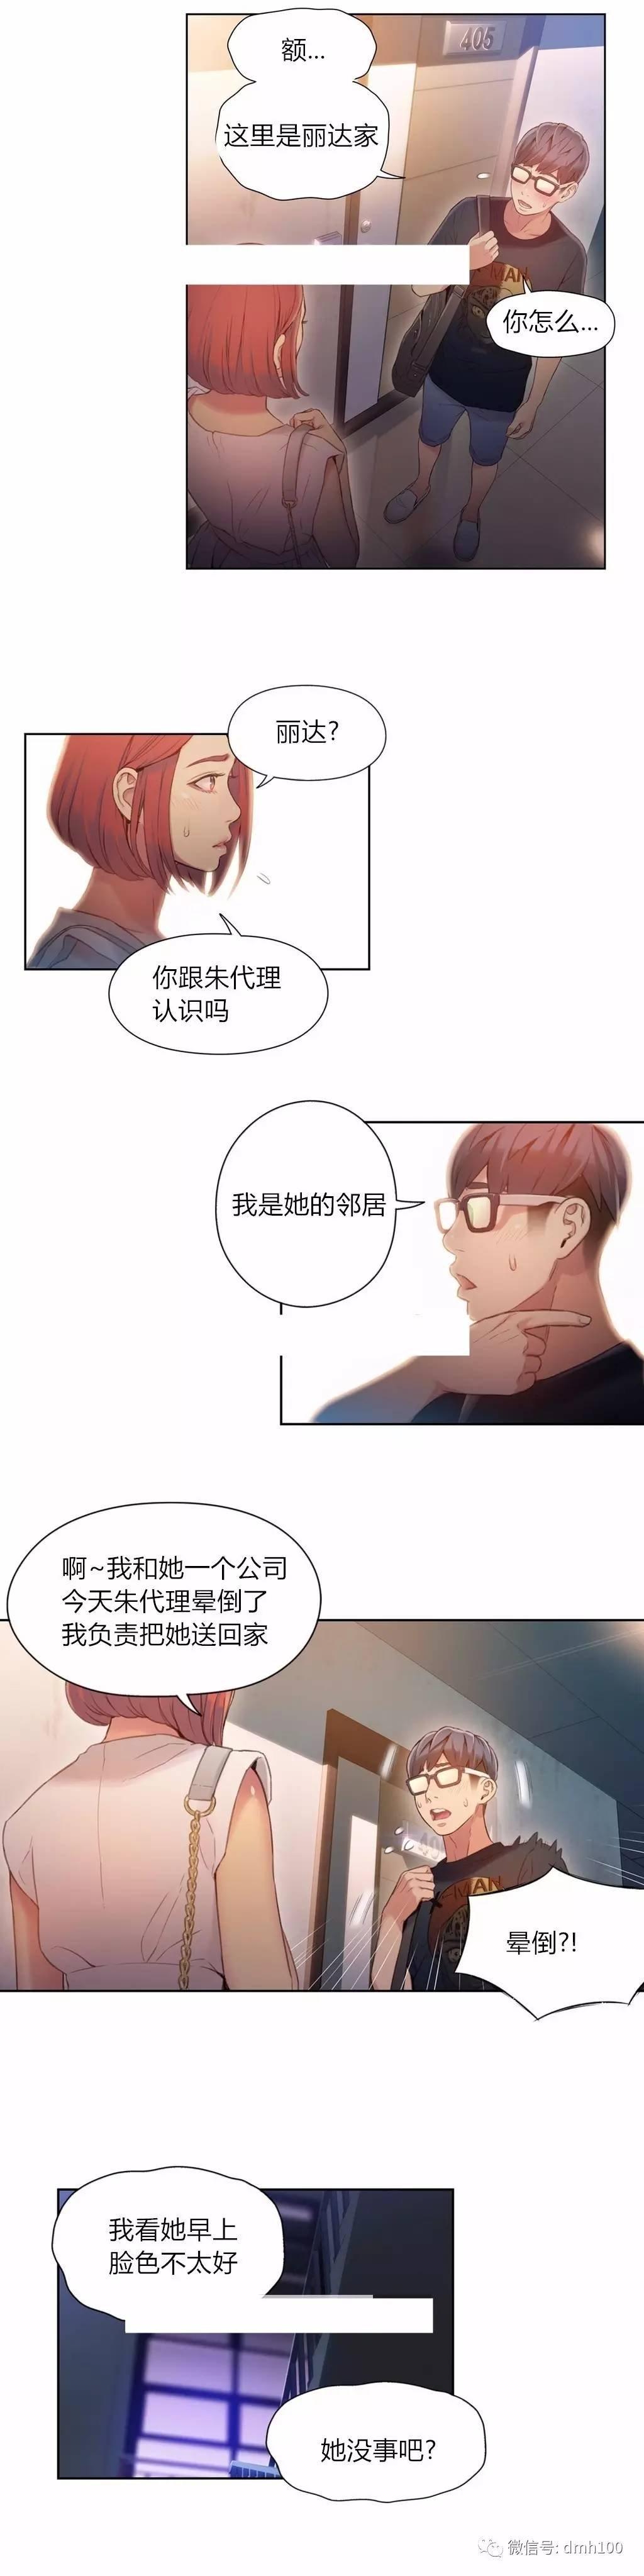 405
额...
这里是丽达家
MAN
你怎么...
丽达?
你跟朱代理
认识吗
我是她的邻居
啊~我和她一个公司
今天朱代理晕倒了
我负责把她送回家
MAN
晕倒?!
我看她早上
脸色不太好
她没事吧?
微信号: dmh100